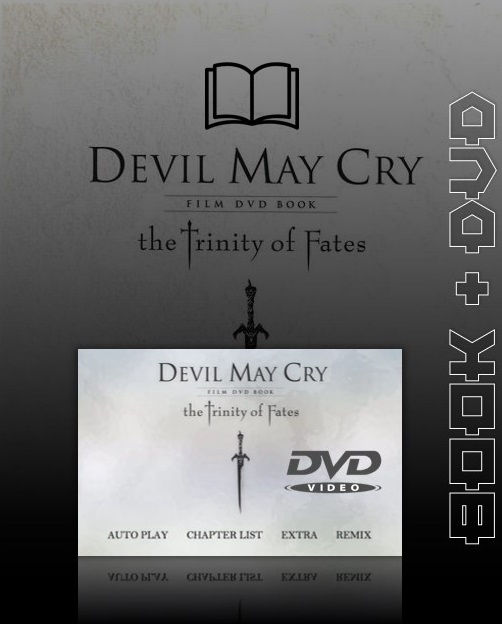 DEVIL MAY CRY
FILM DVD BOOK
the Trinity of Fates
BOOK + DVD
DEVIL MAY CRY
FILM DVD BOOK
the Trinity of Fates
DVD
VIDEO
AUTO PLAY CHAPTER LIST EXTRA REMIX